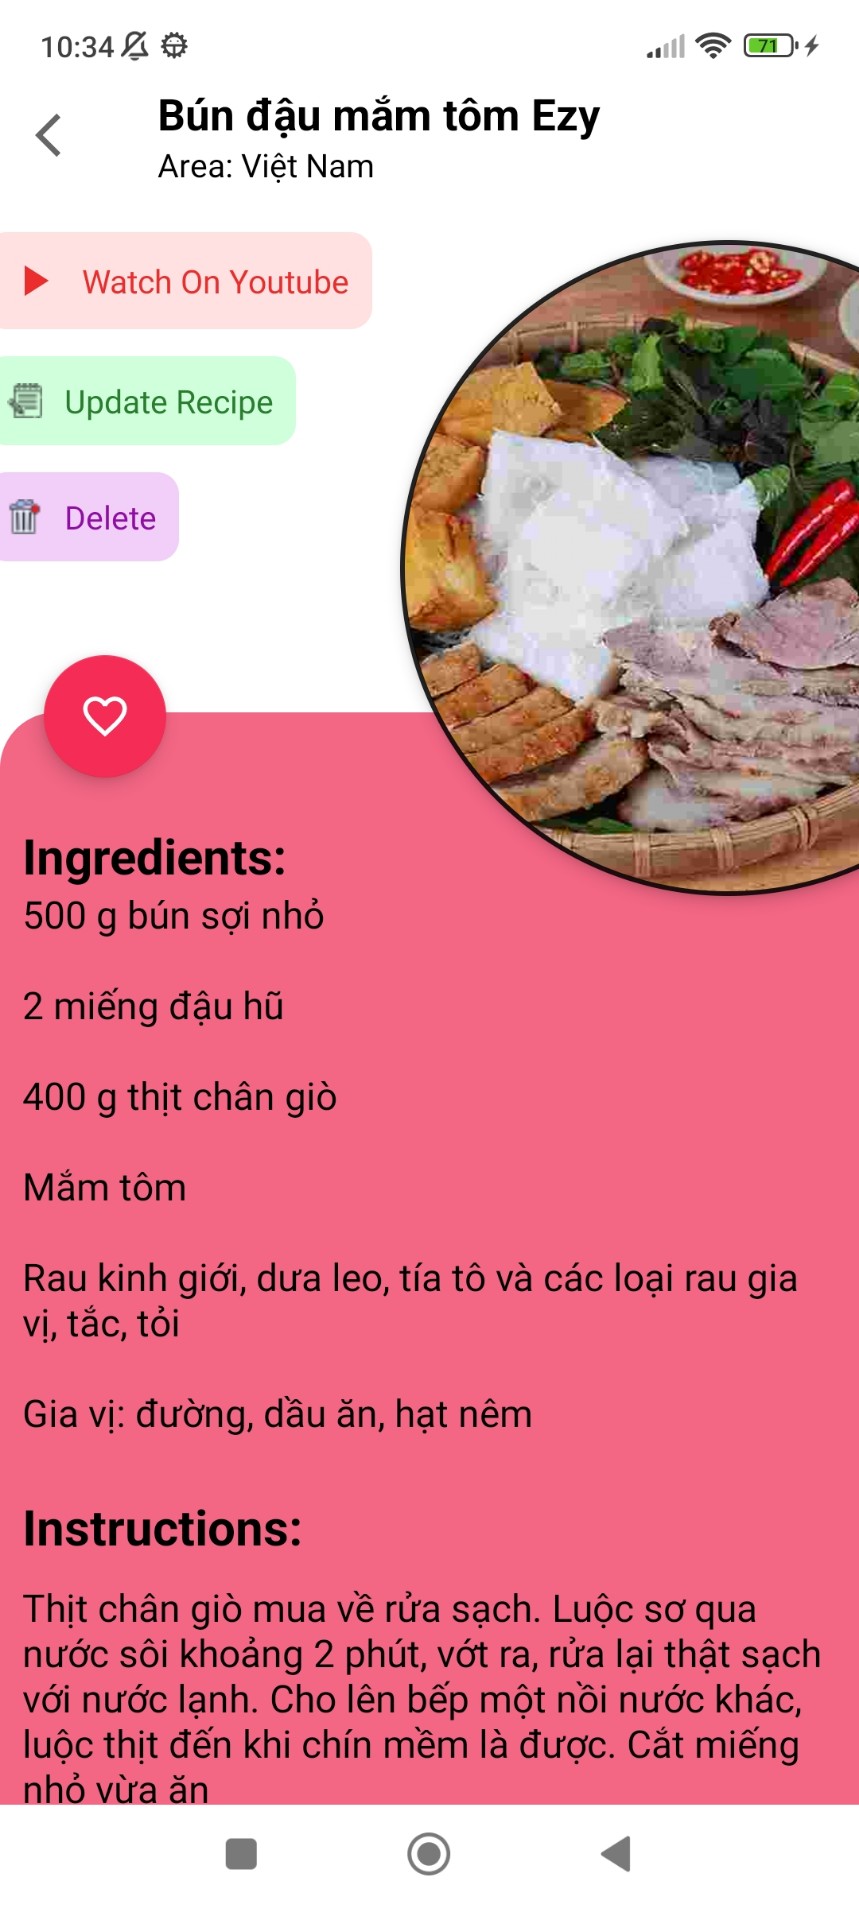 10:34
71
Bún đậu mắm tôm Ezy
Area: Việt Nam
Watch On Youtube
Update Recipe
Delete
Ingredients:
500 g bún sợi nhỏ
2 miếng đậu hũ
400 g thịt chân giò
Mắm tôm
Rau kinh giới, dưa leo, tía tô và các loại rau gia
vị, tắc, tỏi
Gia vị: đường, dầu ăn, hạt nêm
Instructions:
Thịt chân giò mua về rửa sạch. Luộc sơ qua
nước sôi khoảng 2 phút, vớt ra, rửa lại thật sạch
với nước lạnh. Cho lên bếp một nồi nước khác,
luộc thịt đến khi chín mềm là được. Cắt miếng
nhỏ vừa ăn